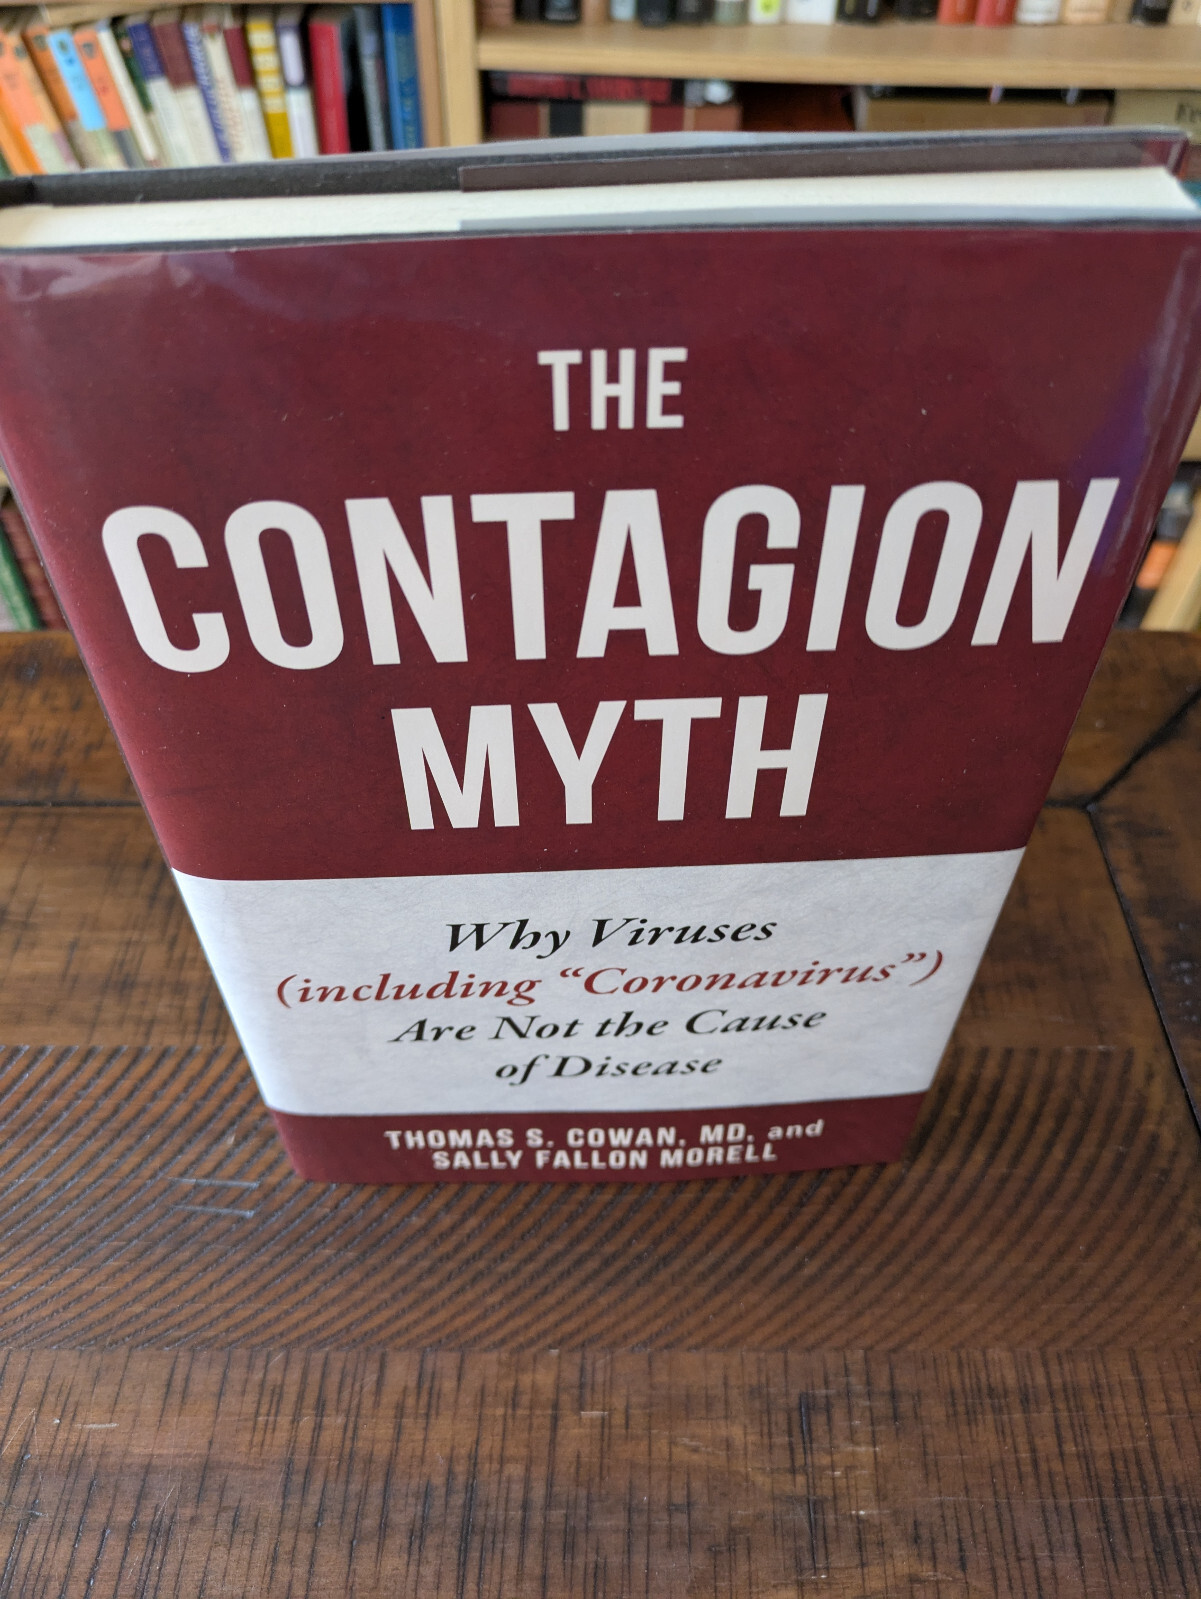 THE
CONTAGION
MYTH
Why Viruses
(including “Coronavirus”)
Are Not the Cause
of Disease
THOMAS S. COWAN, MD, and
SALLY FALLON MORELL